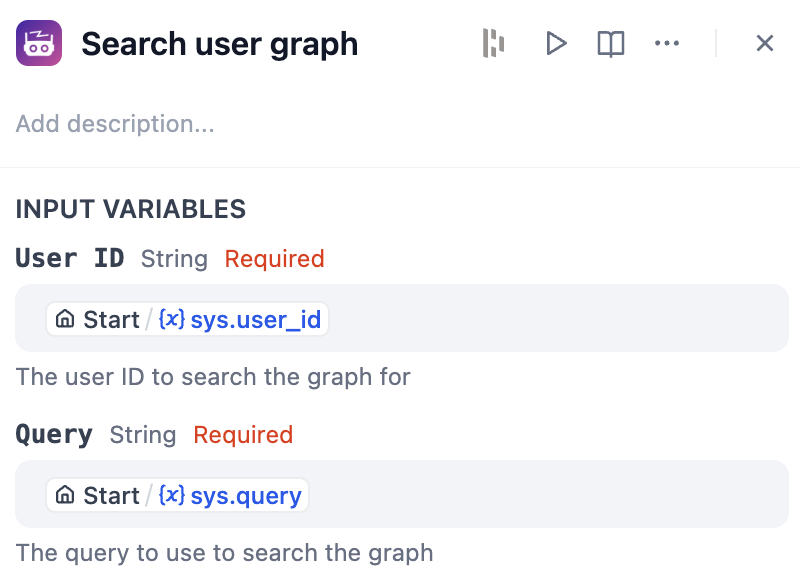 Search user graph
Add description...
INPUT VARIABLES
User ID String Required
Start / {x} sys.user_id
The user ID to search the graph for
Query String Required
Start / {x} sys.query
The query to use to search the graph